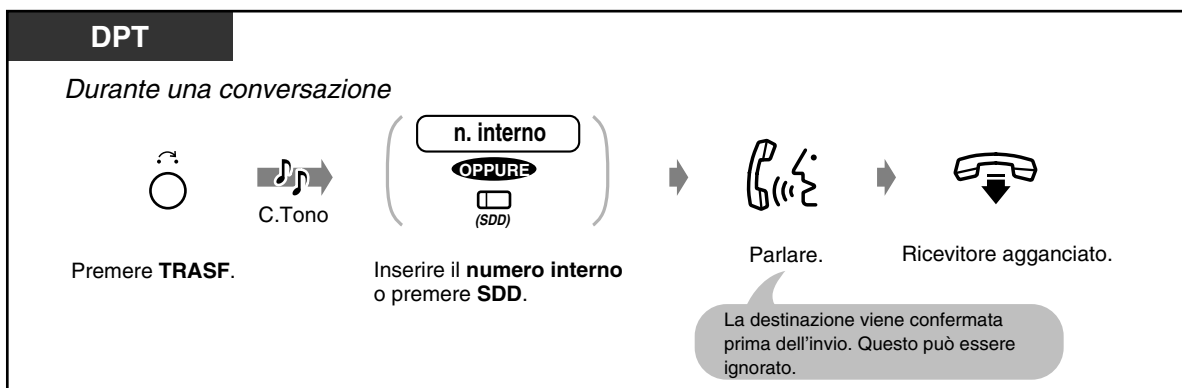 DPT
Durante una conversazione
n. interno
OPPURE
(SDD)
C.Tono
Premere TRASF.
Inserire il numero interno
o premere SDD.
Parlare.
Ricevitore agganciato.
La destinazione viene confermata
prima dell'invio. Questo può essere
ignorato.